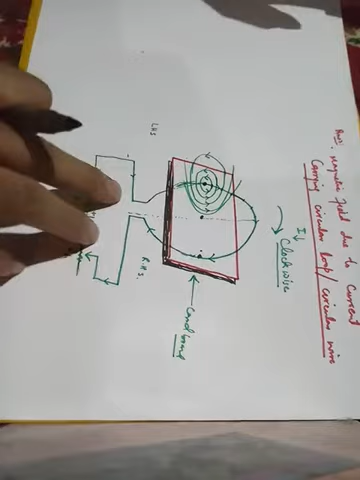 Magnetic field due to current
Carrying circular loop/circular wire
I
Clockwise
Cardboard
L.H.S
R.H.S.